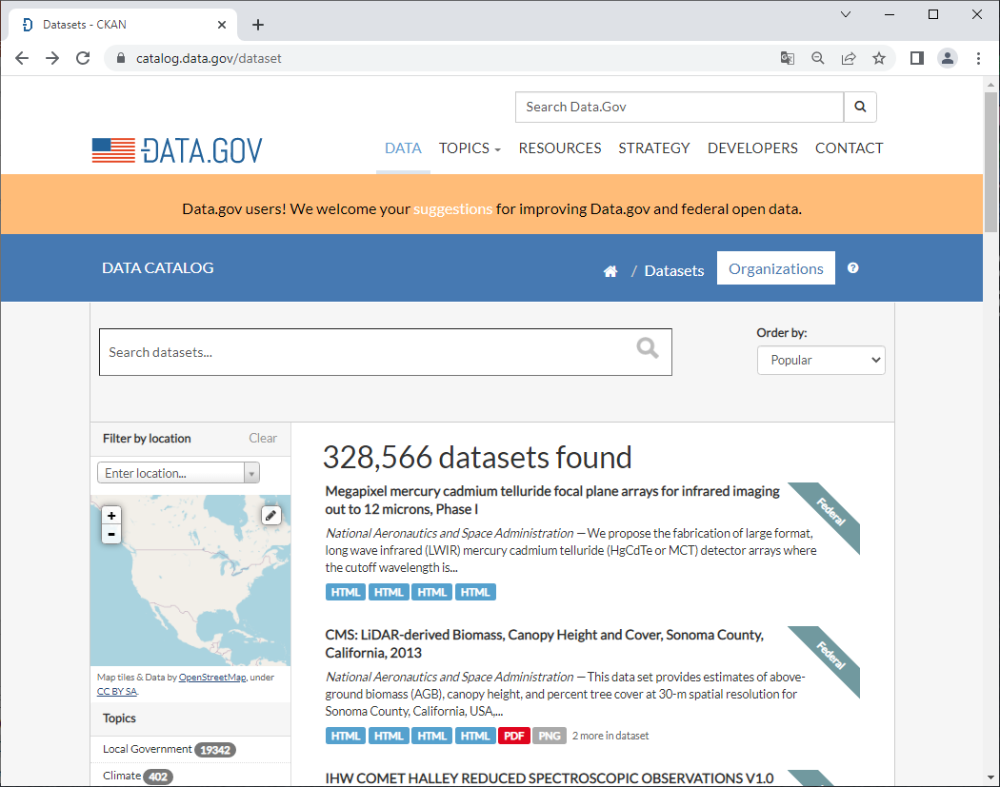 Datasets - CKAN
catalog.data.gov/dataset
Search Data.Gov
DATA.GOV
DATA TOPICS RESOURCES STRATEGY DEVELOPERS CONTACT
Data.gov users! We welcome your suggestions for improving Data.gov and federal open data.
DATA CATALOG
/ Datasets Organizations ?
Search datasets...
Order by:
Popular
Filter by location Clear
Enter location...
+
-
Map tiles & Data by OpenStreetMap, under
CC BY SA.
Topics
Local Government 19342
Climate 402
328,566 datasets found
Megapixel mercury cadmium telluride focal plane arrays for infrared imaging
out to 12 microns, Phase I
Federal
National Aeronautics and Space Administration — We propose the fabrication of large format,
long wave infrared (LWIR) mercury cadmium telluride (HgCdTe or MCT) detector arrays where
the cutoff wavelength is...
HTML HTML HTML HTML
CMS: LiDAR-derived Biomass, Canopy Height and Cover, Sonoma County,
California, 2013
Federal
National Aeronautics and Space Administration — This data set provides estimates of above-
ground biomass (AGB), canopy height, and percent tree cover at 30-m spatial resolution for
Sonoma County, California, USA,...
HTML HTML HTML HTML PDF PNG 2 more in dataset
IHW COMET HALLEY REDUCED SPECTROSCOPIC OBSERVATIONS V1.0